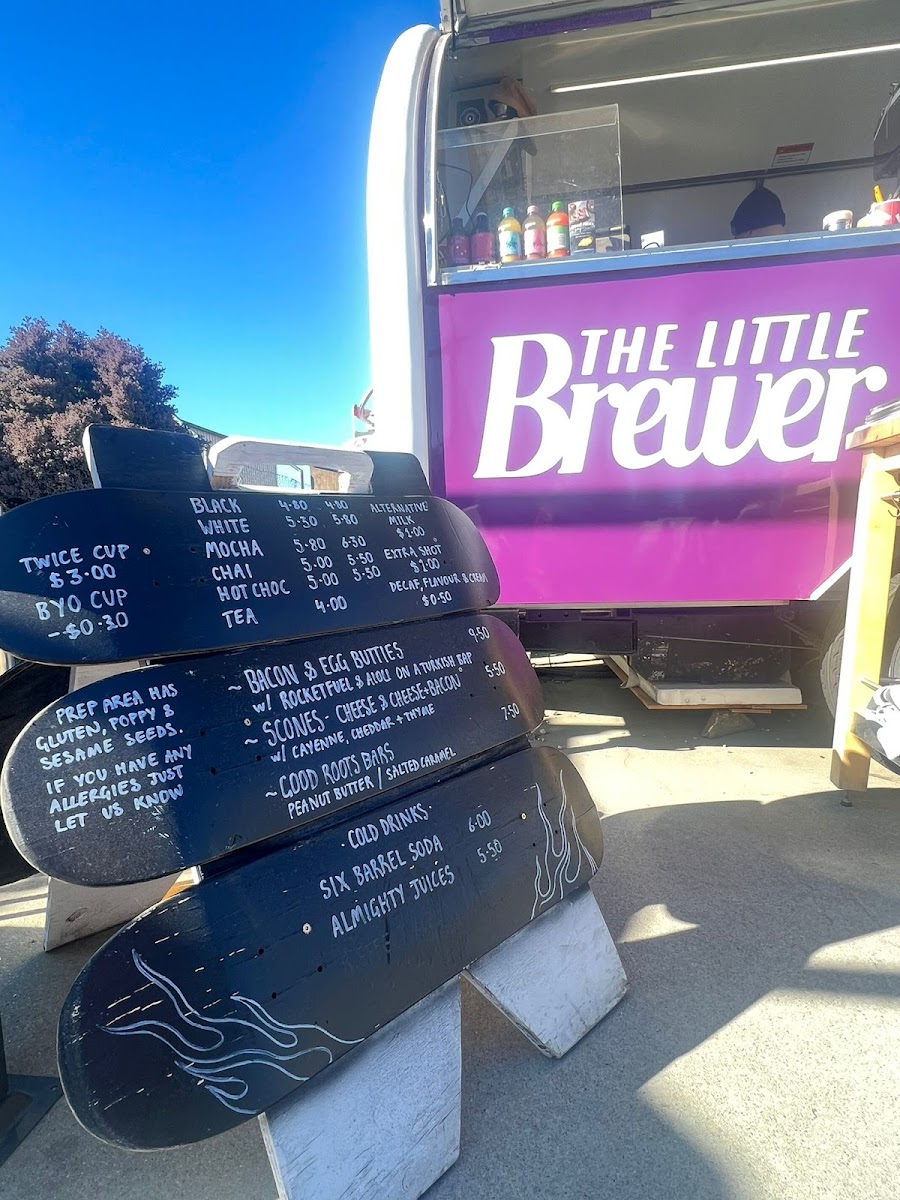 THE LITTLE
Brewer
TWICE CUP
$3.00
BYO CUP
-$0.30
BLACK 4.80 4.80
WHITE 5.30 5.80
MOCHA 5.80 6.30
CHAI 5.00 5.50
HOT CHOC 5.00 5.50
TEA 4.00
ALTERNATIVE
MILK
$1.00
EXTRA SHOT
$1.00
DECAF, FLAVOUR & CREAM
$0.50
PREP AREA HAS
GLUTEN, POPPY &
SESAME SEEDS.
IF YOU HAVE ANY
ALLERGIES JUST
LET US KNOW
~ BACON & EGG BUTTIES 9.50
W/ ROCKETFUEL & AIOLI ON A TURKISH BAP
~ SCONES - CHEESE & CHEESE+BACON 5.50
W/ CAYENNE, CHEDDAR + THYME
~ GOOD ROOTS BARS 7.50
PEANUT BUTTER / SALTED CARAMEL
· COLD DRINKS ·
SIX BARREL SODA 6.00
ALMIGHTY JUICES 5.50